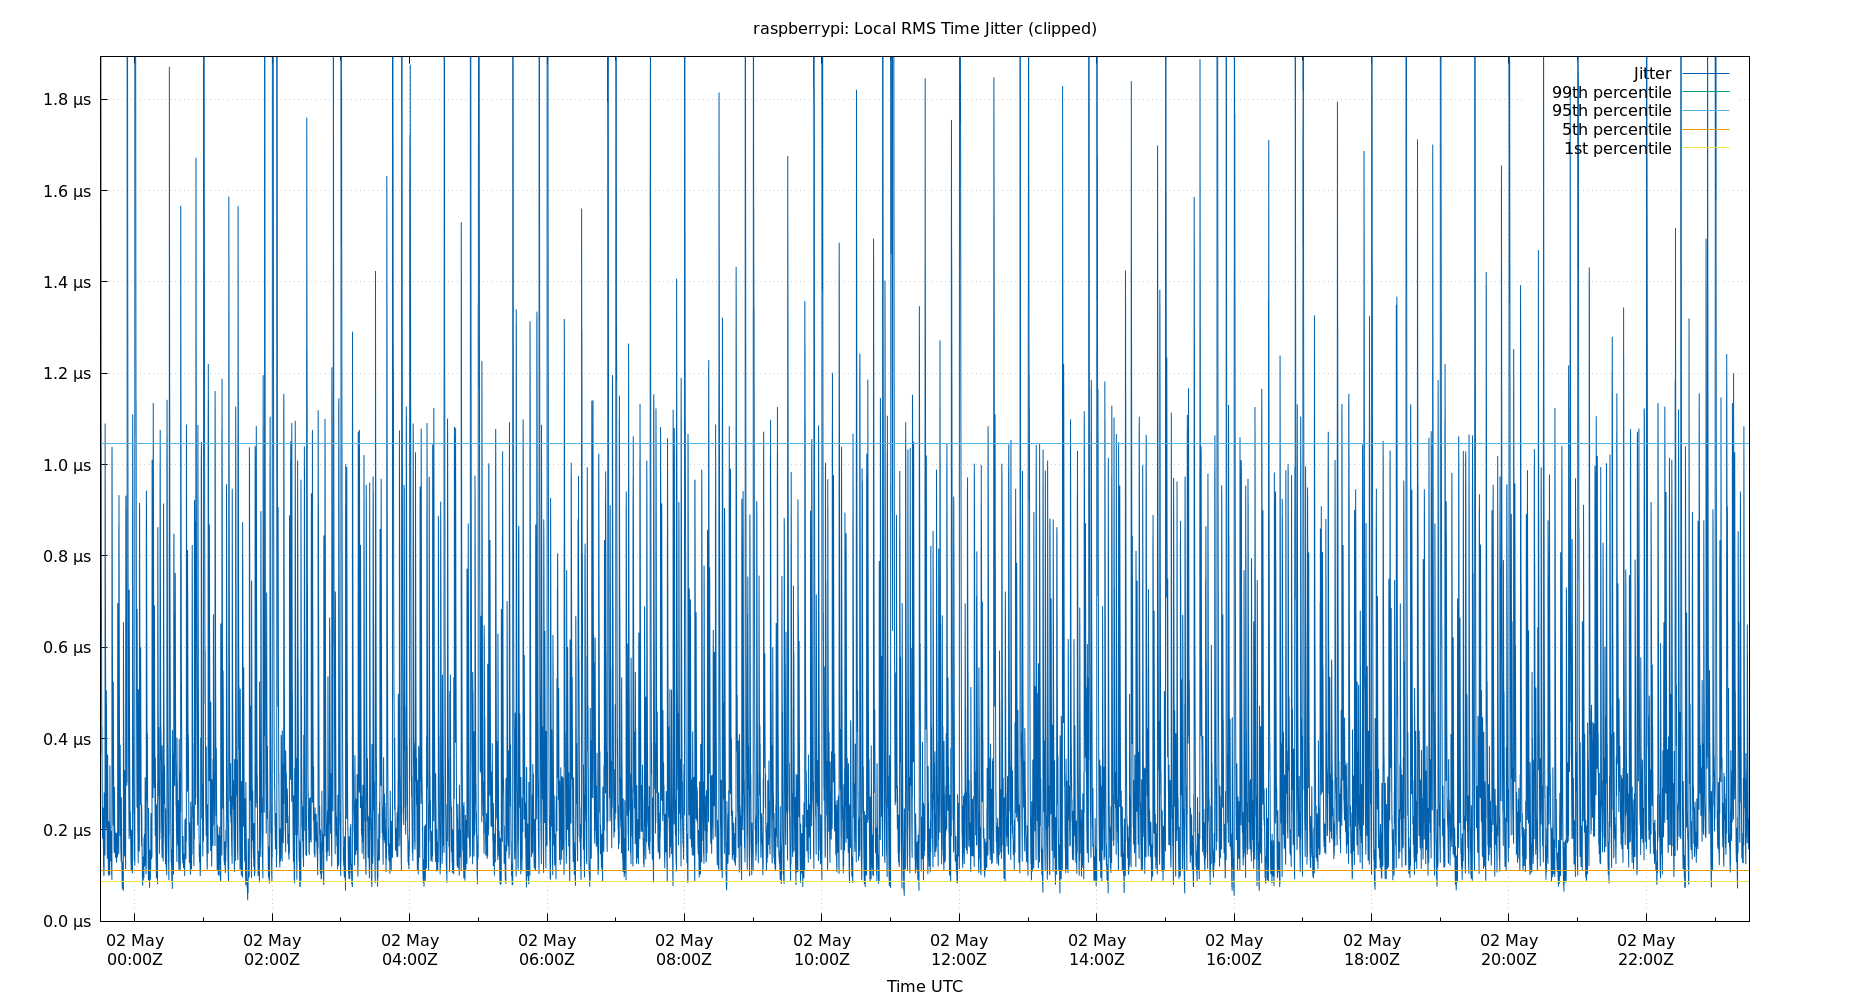 raspberrypi: Local RMS Time Jitter (clipped)
Jitter
99th percentile
95th percentile
5th percentile
1st percentile
1.8 µs
1.6 µs
1.4 µs
1.2 µs
1.0 µs
0.8 µs
0.6 µs
0.4 µs
0.2 µs
0.0 µs
02 May 02 May 02 May 02 May 02 May 02 May 02 May 02 May 02 May 02 May 02 May 02 May
00:00Z 02:00Z 04:00Z 06:00Z 08:00Z 10:00Z 12:00Z 14:00Z 16:00Z 18:00Z 20:00Z 22:00Z
Time UTC